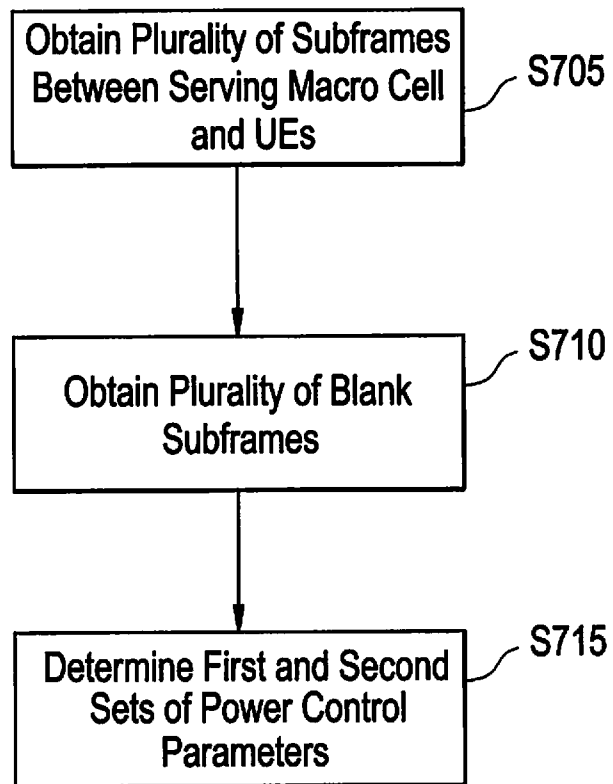 Obtain Plurality of Subframes
Between Serving Macro Cell
and UEs
S705
Obtain Plurality of Blank
Subframes
S710
Determine First and Second
Sets of Power Control
Parameters
S715